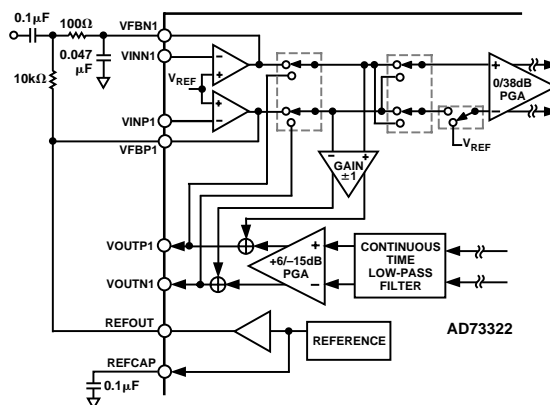 0.1µF
100Ω
VFBN1
0.047
µF
VINN1
10kΩ
VREF
VINP1
VFBP1
0/38dB
PGA
VREF
GAIN
±1
VOUTP1
+6/–15dB
PGA
CONTINUOUS
TIME
LOW-PASS
FILTER
VOUTN1
REFOUT
REFERENCE
AD73322
REFCAP
0.1µF